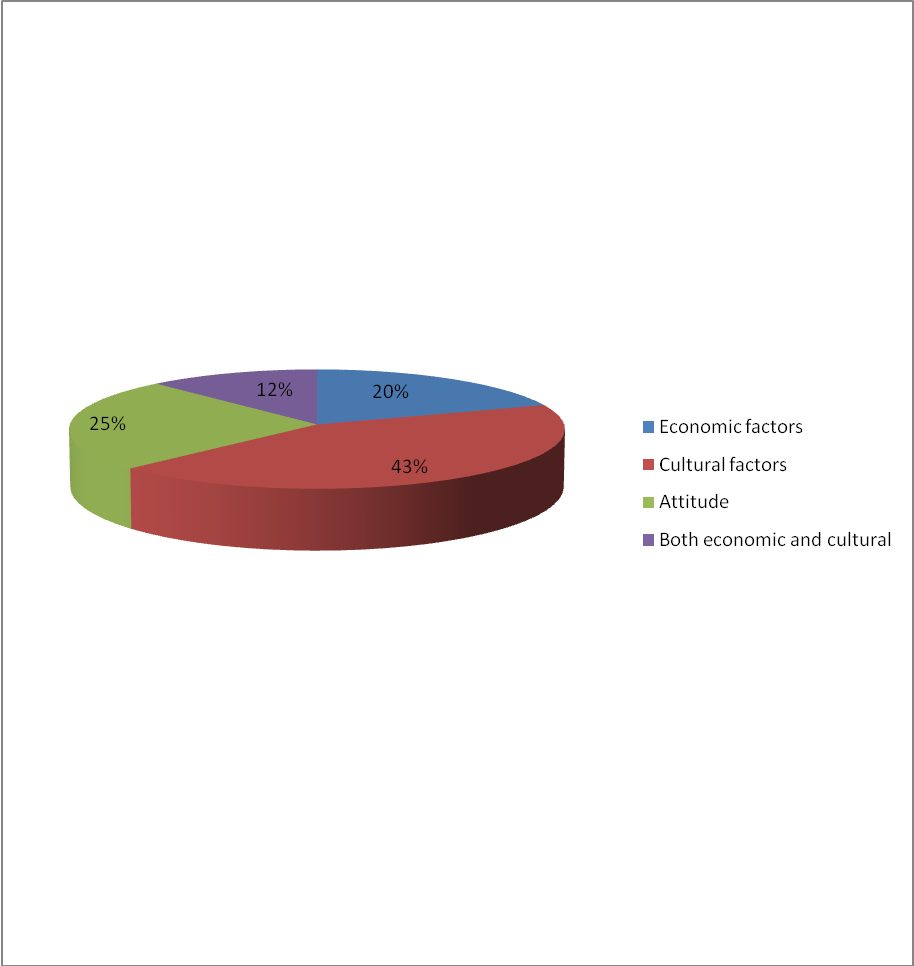 12%
20%
25%
43%
Economic factors
Cultural factors
Attitude
Both economic and cultural